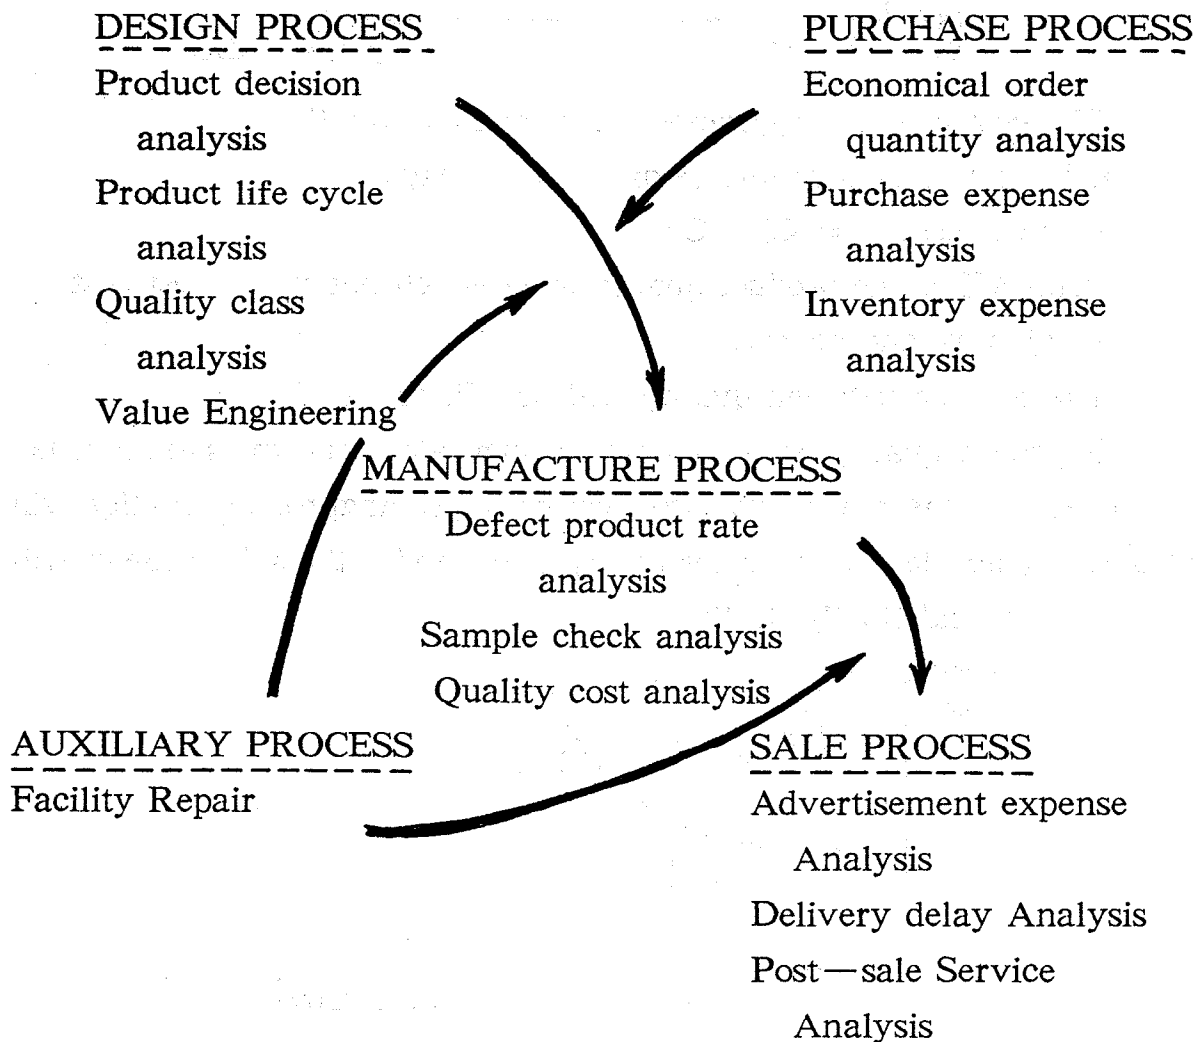 DESIGN PROCESS
Product decision
analysis
Product life cycle
analysis
Quality class
analysis
Value Engineering
PURCHASE PROCESS
Economical order
quantity analysis
Purchase expense
analysis
Inventory expense
analysis
MANUFACTURE PROCESS
Defect product rate
analysis
Sample check analysis
Quality cost analysis
AUXILIARY PROCESS
Facility Repair
SALE PROCESS
Advertisement expense
Analysis
Delivery delay Analysis
Post—sale Service
Analysis